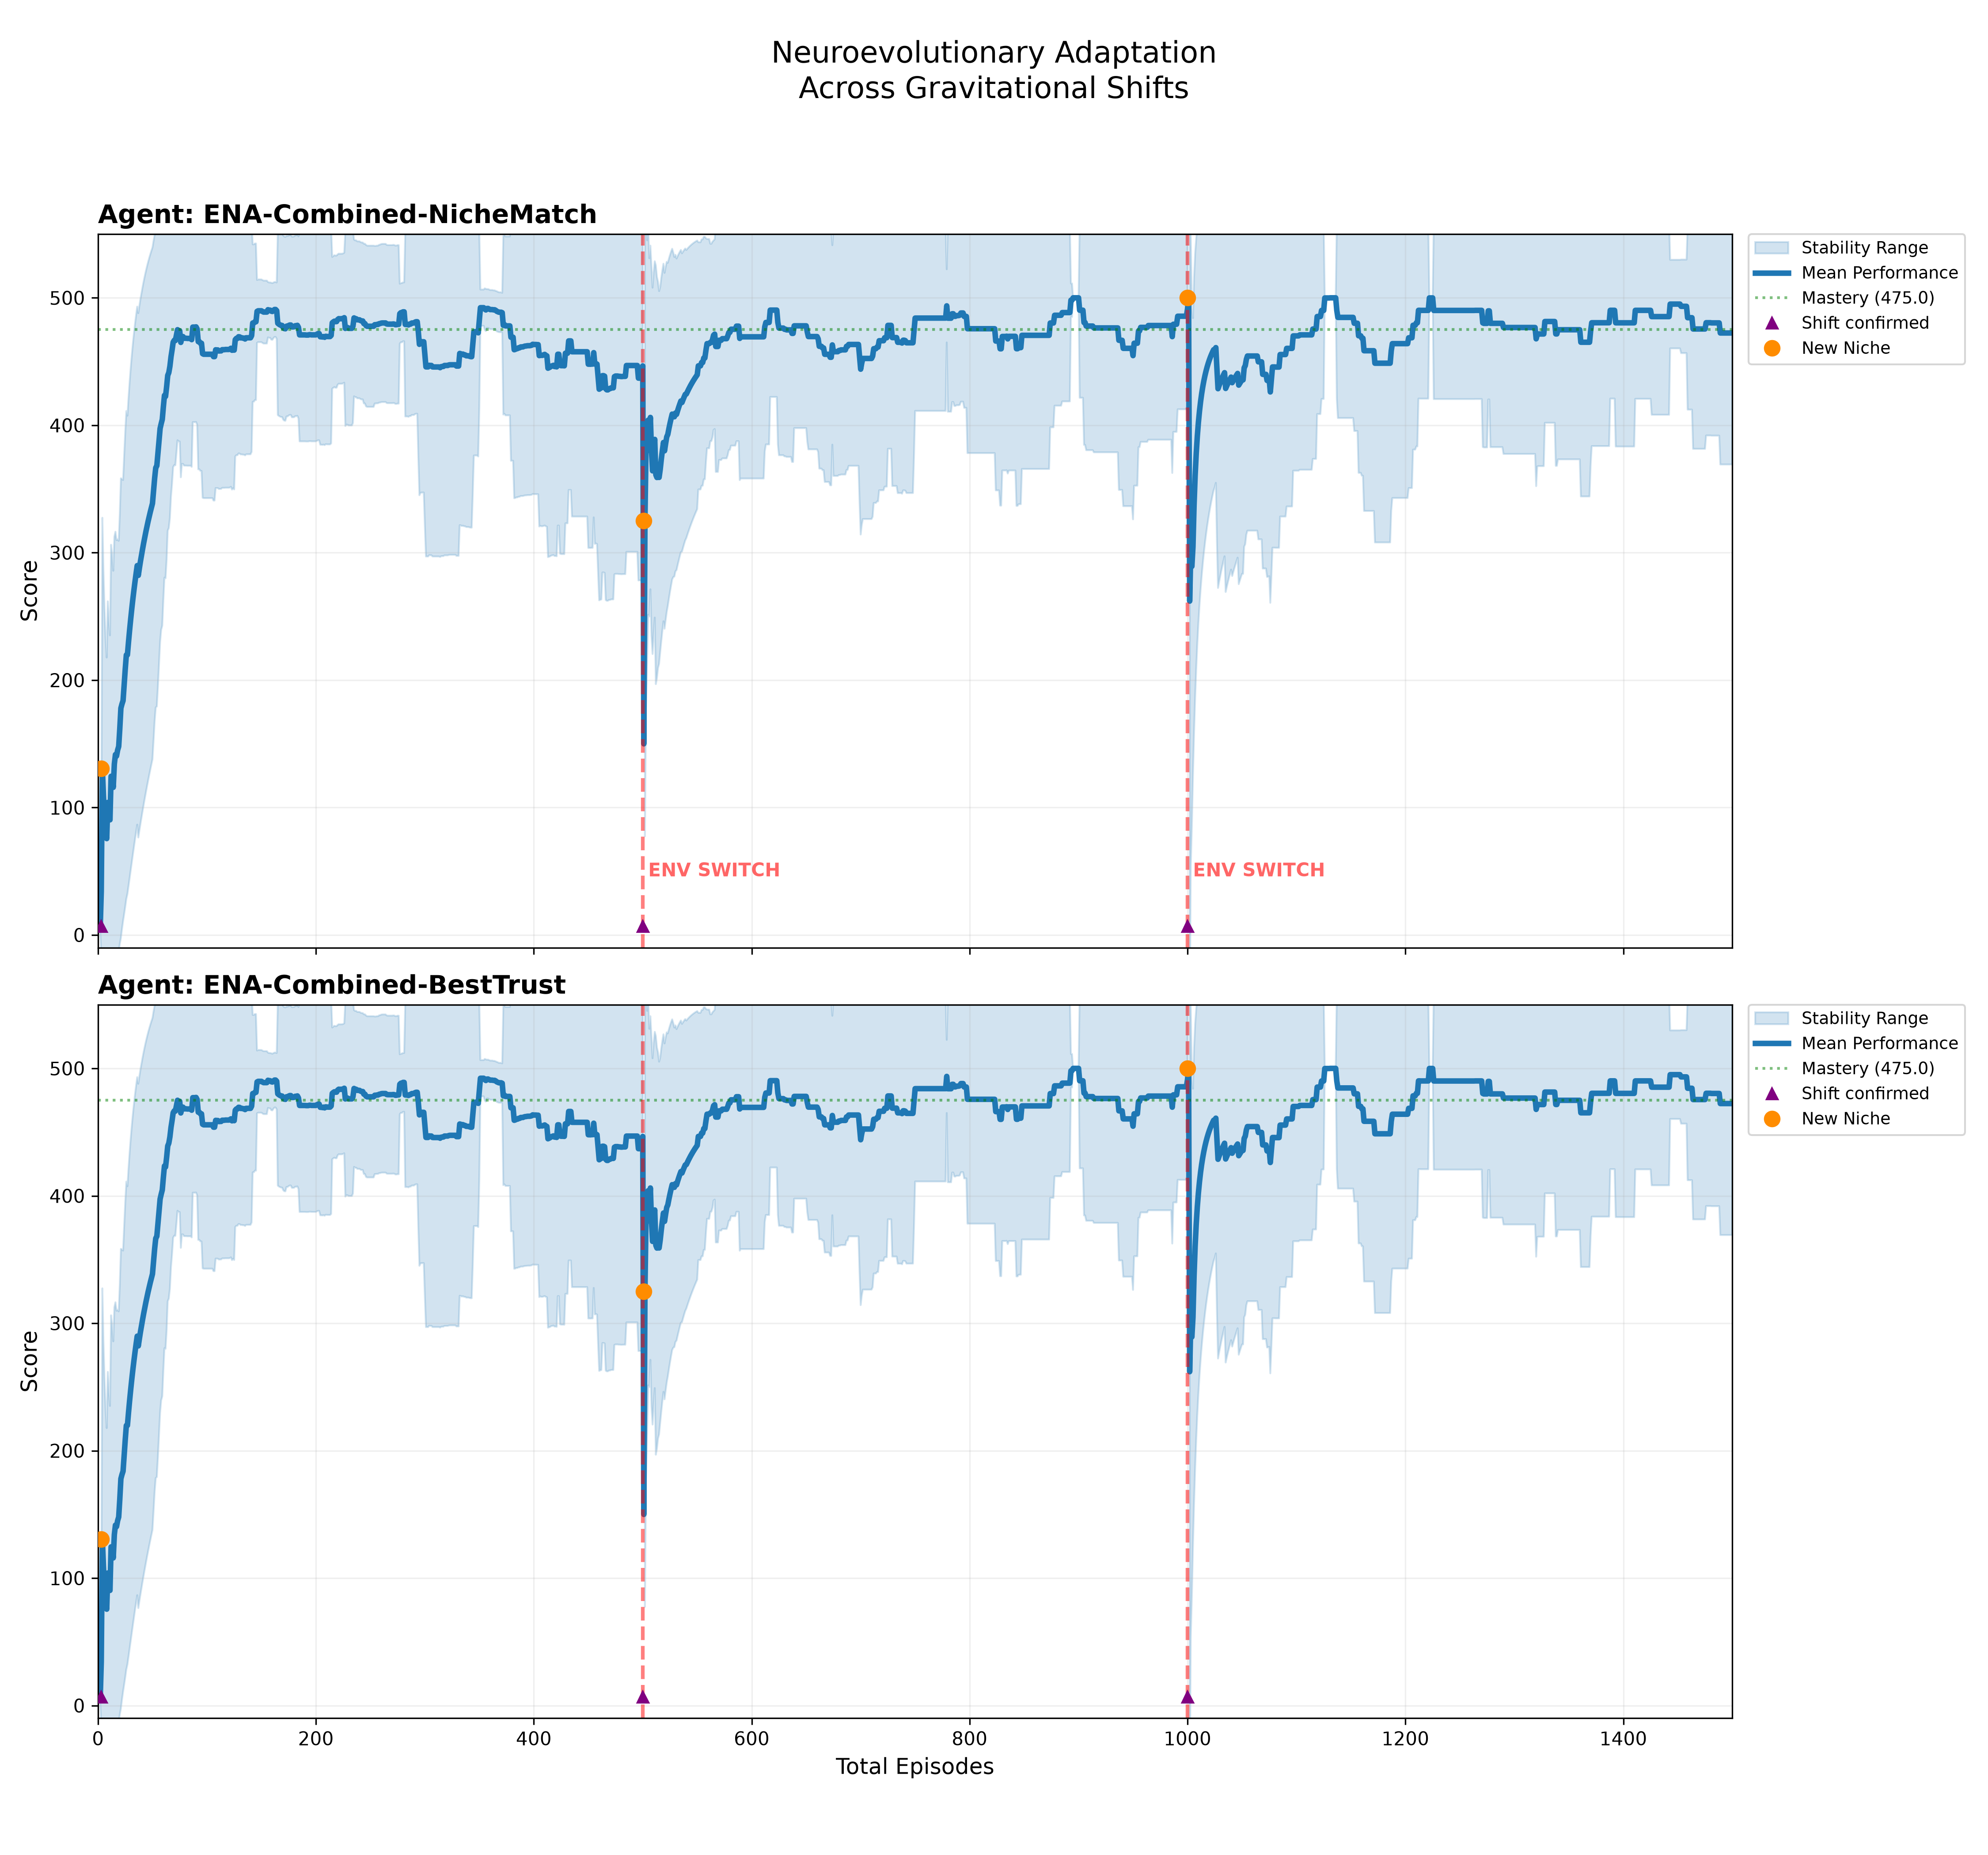 Neuroevolutionary Adaptation
Across Gravitational Shifts
Agent: ENA-Combined-NicheMatch
Score
500
400
300
200
100
0
ENV SWITCH
ENV SWITCH
Stability Range
Mean Performance
Mastery (475.0)
Shift confirmed
New Niche
Agent: ENA-Combined-BestTrust
Score
500
400
300
200
100
0
0 200 400 600 800 1000 1200 1400
Total Episodes
Stability Range
Mean Performance
Mastery (475.0)
Shift confirmed
New Niche